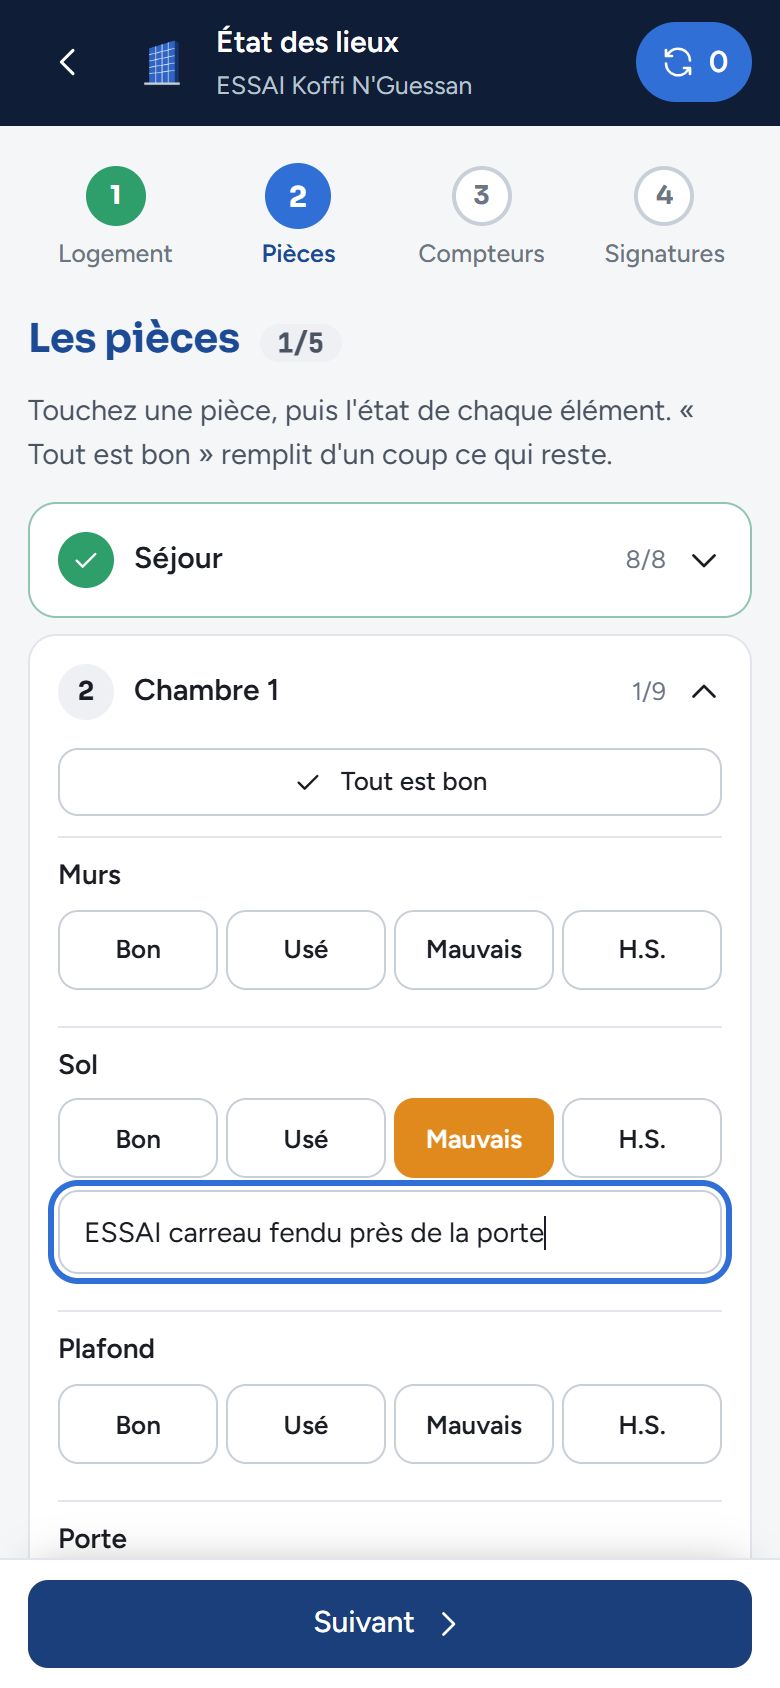 État des lieux
ESSAI Koffi N'Guessan
0
1
2
3
4
Logement
Pièces
Compteurs
Signatures
Les pièces 1/5
Touchez une pièce, puis l'état de chaque élément. «
Tout est bon » remplit d'un coup ce qui reste.
Séjour 8/8
2 Chambre 1 1/9
Tout est bon
Murs
Bon Usé Mauvais H.S.
Sol
Bon Usé Mauvais H.S.
ESSAI carreau fendu près de la porte
Plafond
Bon Usé Mauvais H.S.
Porte
Suivant